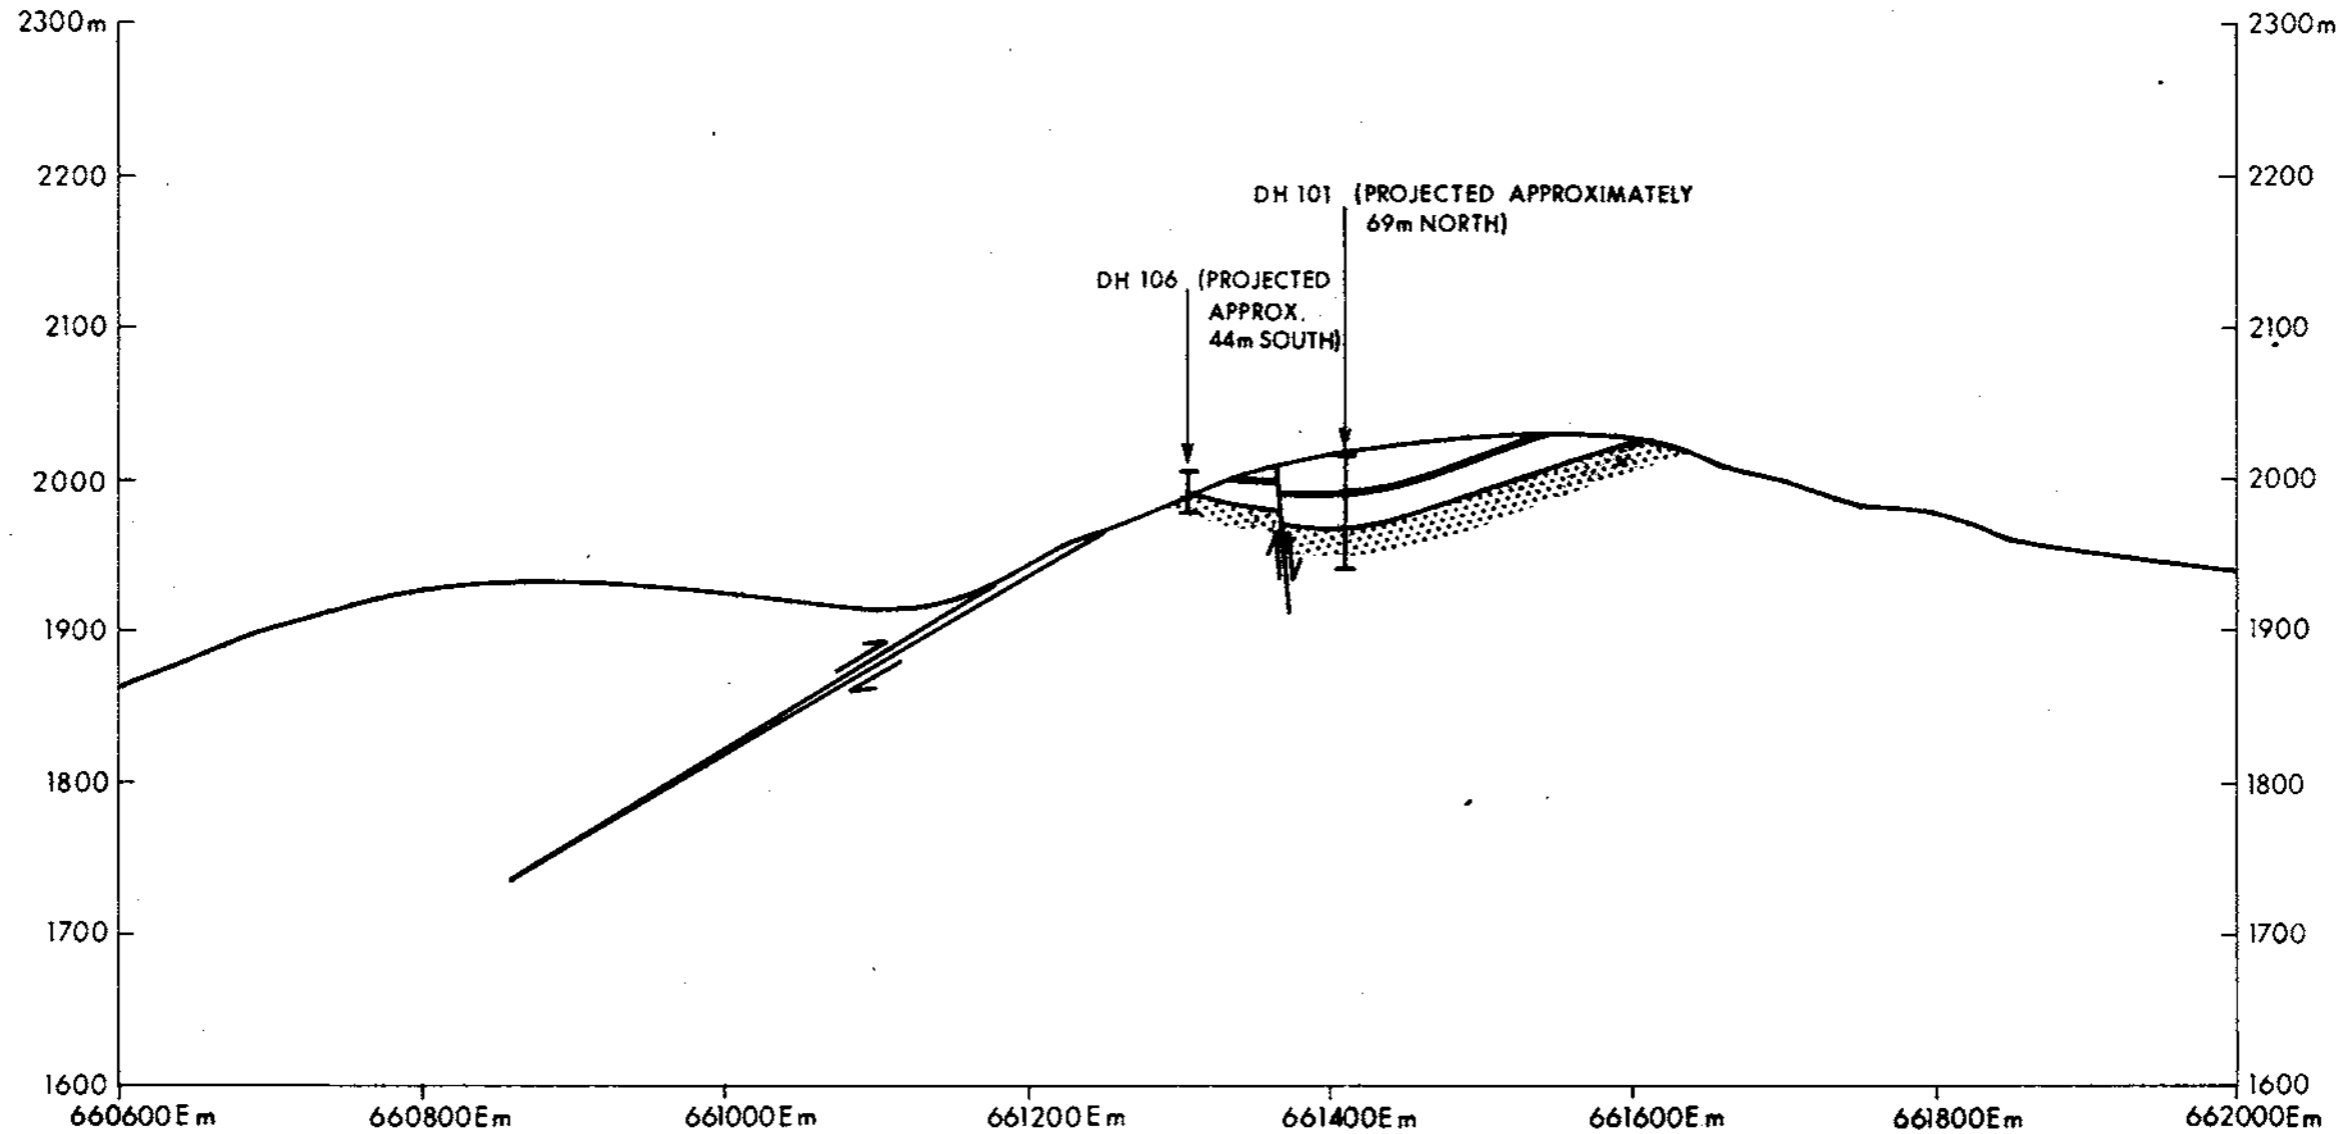 2300m
2300m
2200
2200
DH 101 (PROJECTED APPROXIMATELY
69m NORTH)
DH 106 (PROJECTED
APPROX.
44m SOUTH)
2100
2100
2000
2000
1900
1900
1800
1800
1700
1700
1600
1600
660600Em 660800Em 661000Em 661200Em 661400Em 661600Em 661800Em 662000Em